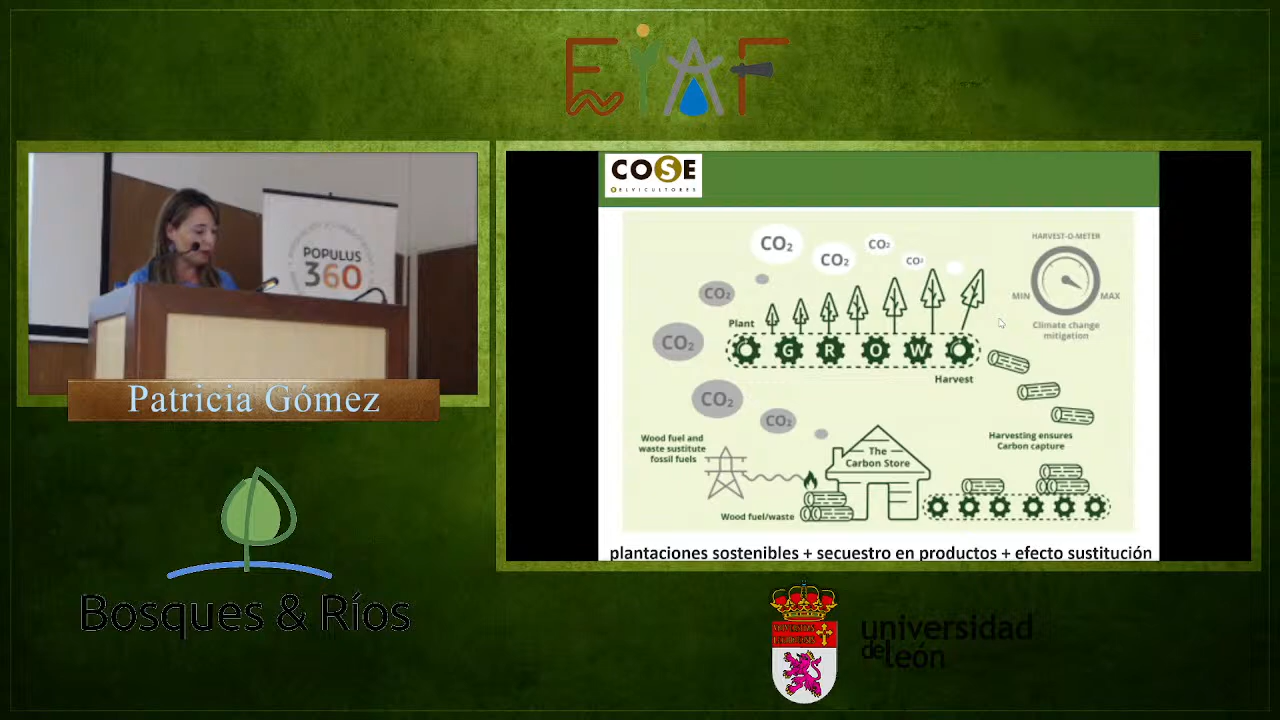 EIAF
COSE
SELVICULTORES
POPULUS
360
Patricia Gómez
Bosques & Ríos
CO₂
CO₂
CO₂
CO₂
HARVEST-O-METER
MIN
MAX
Climate change
mitigation
CO₂
CO₂
CO₂
CO₂
Plant
G R O W
Harvest
Harvesting ensures
Carbon capture
Wood fuel and
waste sustitute
fossil fuels
The
Carbon Store
Wood fuel/waste
plantaciones sostenibles + secuestro en productos + efecto sustitución
universidad
de león